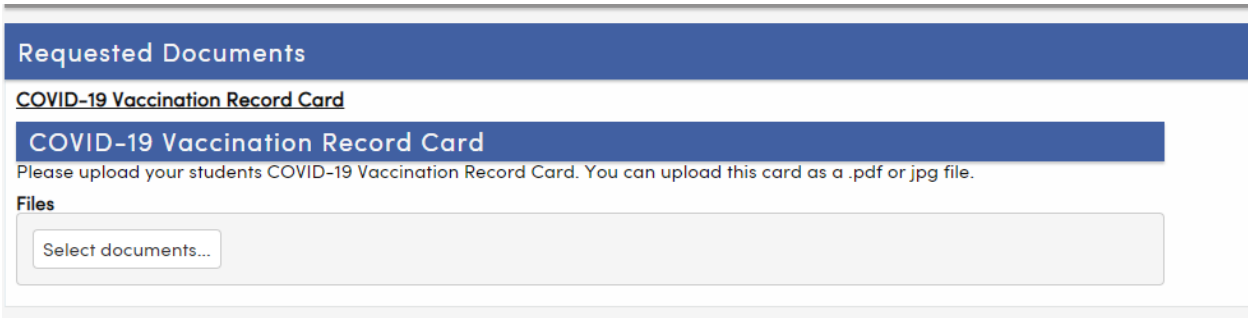 Requested Documents
COVID-19 Vaccination Record Card
COVID-19 Vaccination Record Card
Please upload your students COVID-19 Vaccination Record Card. You can upload this card as a .pdf or jpg file.
Files
Select documents...